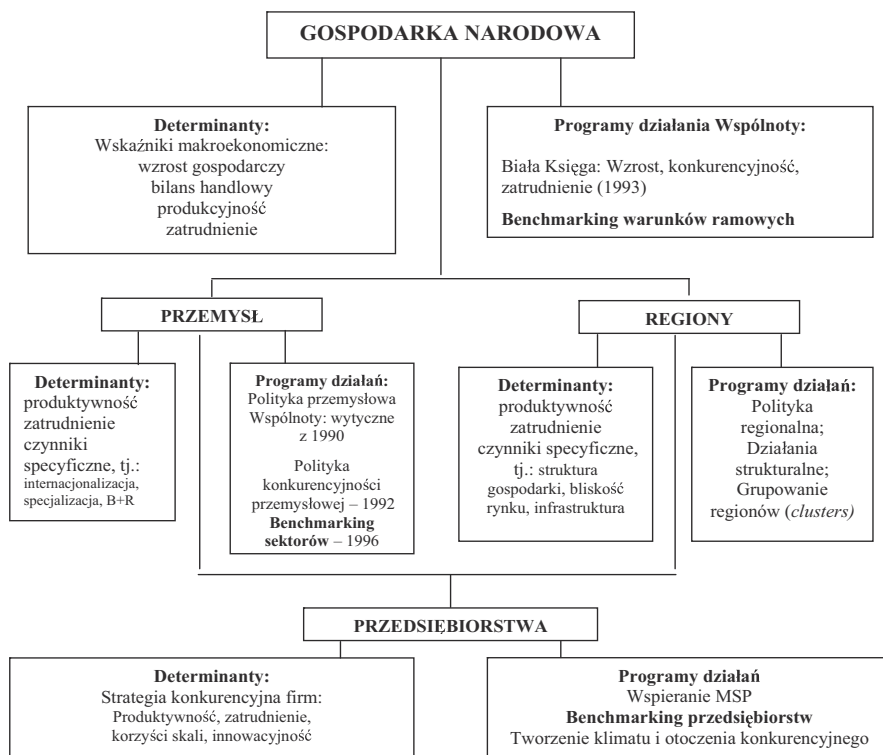 GOSPODARKA NARODOWA
Determinanty:
Wskaźniki makroekonomiczne:
wzrost gospodarczy
bilans handlowy
produkcyjność
zatrudnienie
Programy działania Wspólnoty:
Biała Księga: Wzrost, konkurencyjność,
zatrudnienie (1993)
Benchmarking warunków ramowych
PRZEMYSŁ
REGIONY
Determinanty:
produktywność
zatrudnienie
czynniki
specyficzne, tj.:
internacjonalizacja,
specjalizacja, B+R
Programy działań:
Polityka przemysłowa
Wspólnoty: wytyczne
z 1990
Polityka
konkurencyjności
przemysłowej – 1992
Benchmarking
sektorów – 1996
Determinanty:
produktywność
zatrudnienie
czynniki specyficzne,
tj.: struktura
gospodarki, bliskość
rynku, infrastruktura
Programy działań:
Polityka
regionalna;
Działania
strukturalne;
Grupowanie
regionów (clusters)
PRZEDSIĘBIORSTWA
Determinanty:
Strategia konkurencyjna firm:
Produktywność, zatrudnienie,
korzyści skali, innowacyjność
Programy działań
Wspieranie MSP
Benchmarking przedsiębiorstw
Tworzenie klimatu i otoczenia konkurencyjnego